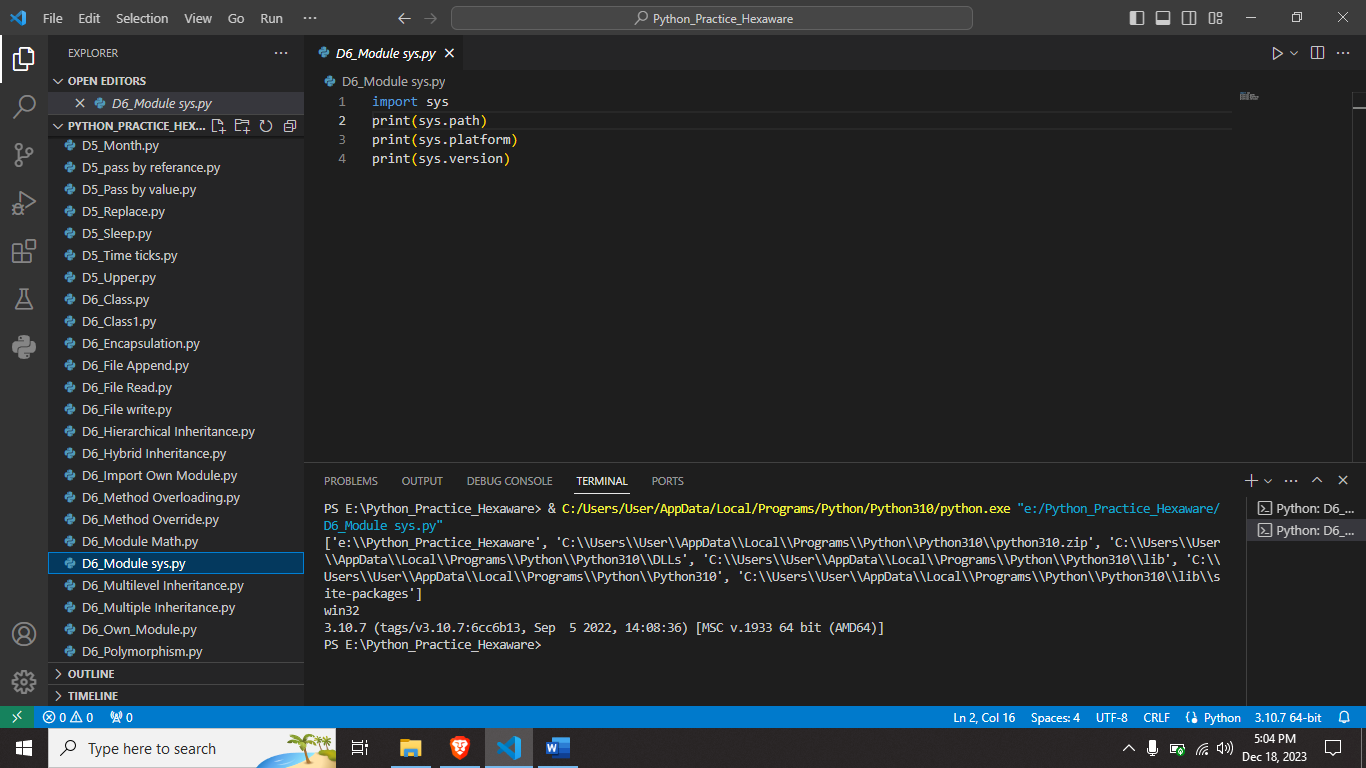 File Edit Selection View Go Run ···
Python_Practice_Hexaware
EXPLORER
OPEN EDITORS
D6_Module sys.py
PYTHON_PRACTICE_HEX...
D5_Month.py
D5_pass by referance.py
D5_Pass by value.py
D5_Replace.py
D5_Sleep.py
D5_Time ticks.py
D5_Upper.py
D6_Class.py
D6_Class1.py
D6_Encapsulation.py
D6_File Append.py
D6_File Read.py
D6_File write.py
D6_Hierarchical Inheritance.py
D6_Hybrid Inheritance.py
D6_Import Own Module.py
D6_Method Overloading.py
D6_Method Override.py
D6_Module Math.py
D6_Module sys.py
D6_Multilevel Inheritance.py
D6_Multiple Inheritance.py
D6_Own_Module.py
D6_Polymorphism.py
OUTLINE
TIMELINE
D6_Module sys.py
D6_Module sys.py
1 import sys
2 print(sys.path)
3 print(sys.platform)
4 print(sys.version)
PROBLEMS OUTPUT DEBUG CONSOLE TERMINAL PORTS
PS E:\Python_Practice_Hexaware> & C:/Users/User/AppData/Local/Programs/Python/Python310/python.exe "e:/Python_Practice_Hexaware/
D6_Module sys.py"
['e:\\Python_Practice_Hexaware', 'C:\\Users\\User\\AppData\\Local\\Programs\\Python\\Python310\\python310.zip', 'C:\\Users\\User
\\AppData\\Local\\Programs\\Python\\Python310\\DLLs', 'C:\\Users\\User\\AppData\\Local\\Programs\\Python\\Python310\\lib', 'C:\\
Users\\User\\AppData\\Local\\Programs\\Python\\Python310', 'C:\\Users\\User\\AppData\\Local\\Programs\\Python\\Python310\\lib\\s
ite-packages']
win32
3.10.7 (tags/v3.10.7:6cc6b13, Sep  5 2022, 14:08:36) [MSC v.1933 64 bit (AMD64)]
PS E:\Python_Practice_Hexaware>
Python: D6_...
Python: D6_...
0 0 0
Ln 2, Col 16 Spaces: 4 UTF-8 CRLF Python 3.10.7 64-bit
Type here to search
5:04 PM
Dec 18, 2023